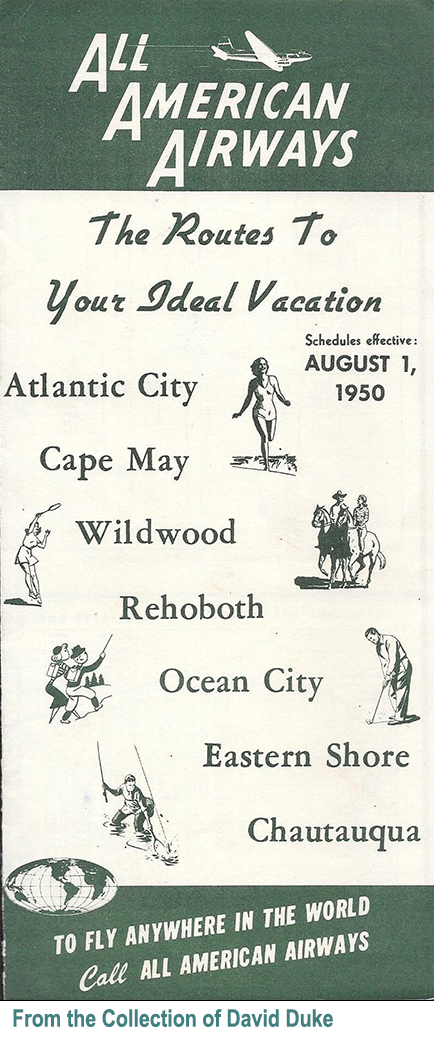 ALL
AMERICAN
AIRWAYS
The Routes To
Your Ideal Vacation
Schedules effective:
AUGUST 1,
1950
Atlantic City
Cape May
Wildwood
Rehoboth
Ocean City
Eastern Shore
Chautauqua
TO FLY ANYWHERE IN THE WORLD
Call ALL AMERICAN AIRWAYS
From the Collection of David Duke